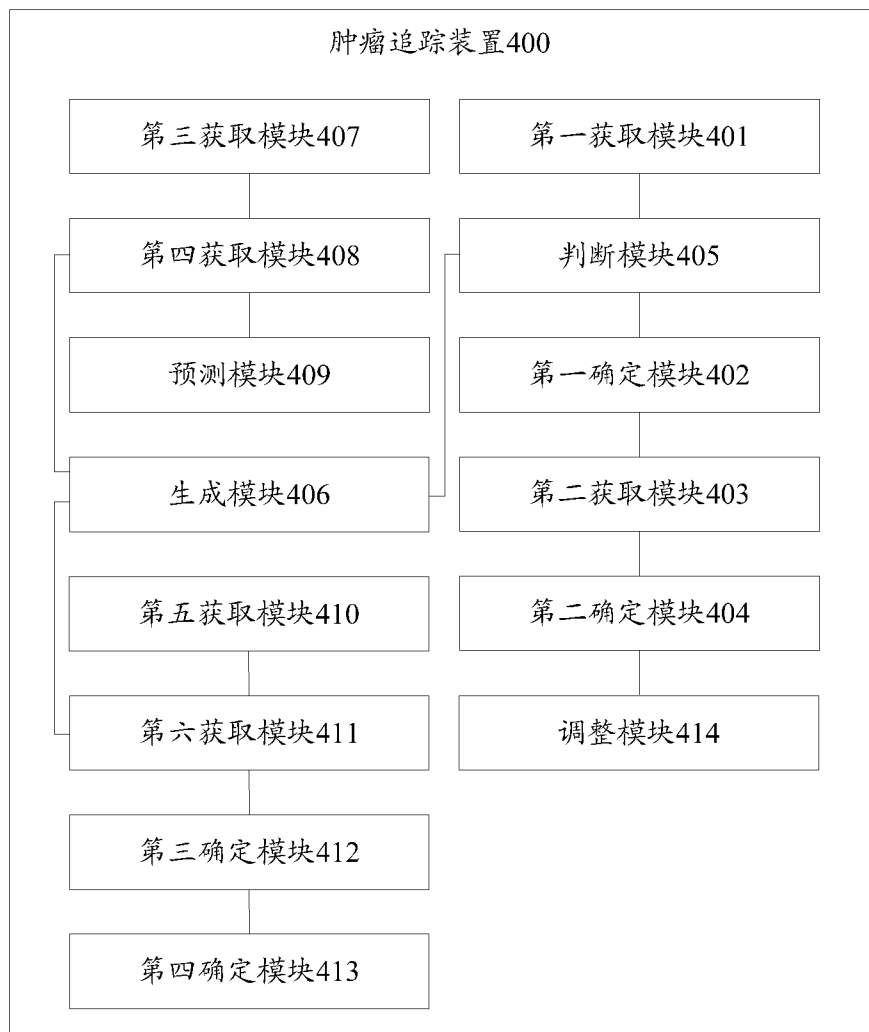 肿瘤追踪装置400
第三获取模块407
第一获取模块401
第四获取模块408
判断模块405
预测模块409
第一确定模块402
生成模块406
第二获取模块403
第五获取模块410
第二确定模块404
第六获取模块411
调整模块414
第三确定模块412
第四确定模块413